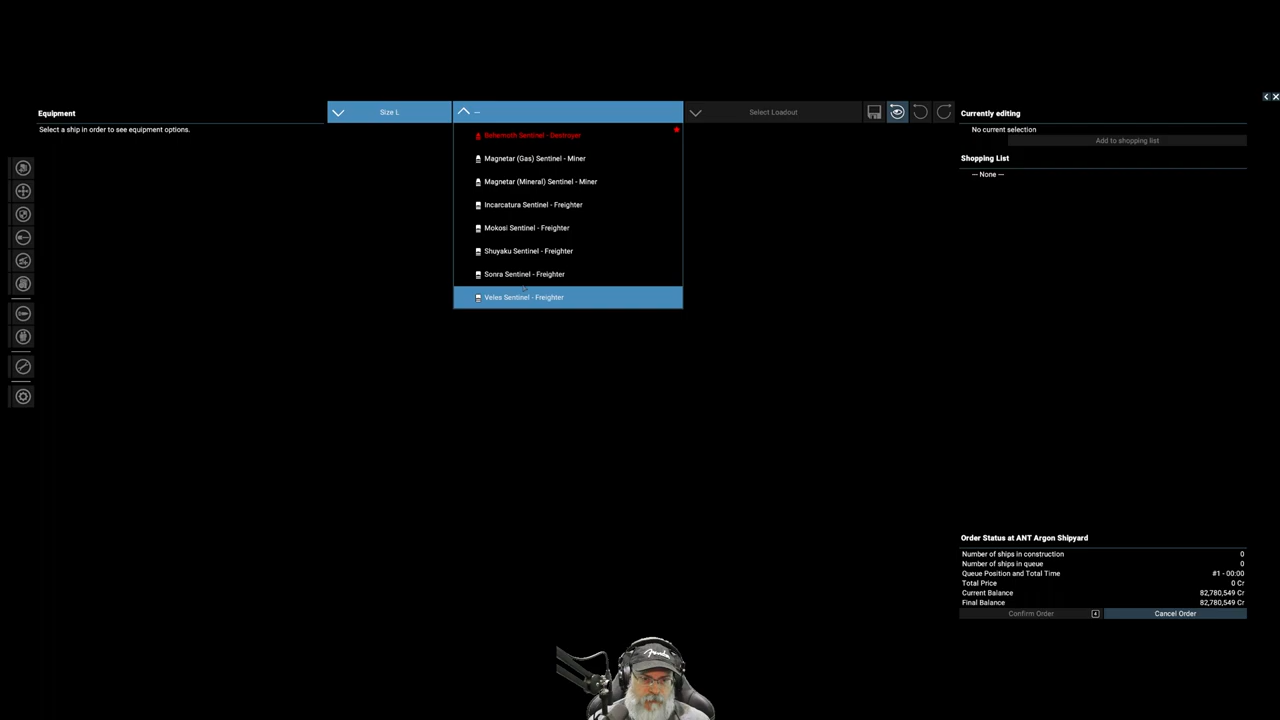 Equipment
Select a ship in order to see equipment options.
Size L
--
Select Loadout
Behemoth Sentinel - Destroyer
Magnetar (Gas) Sentinel - Miner
Magnetar (Mineral) Sentinel - Miner
Incarcatura Sentinel - Freighter
Mokosi Sentinel - Freighter
Shuyaku Sentinel - Freighter
Sonra Sentinel - Freighter
Veles Sentinel - Freighter
Currently editing
No current selection
Add to shopping list
Shopping List
-- None --
Order Status at ANT Argon Shipyard
Number of ships in construction 0
Number of ships in queue 0
Queue Position and Total Time #1 - 00:00
Total Price 0 Cr
Current Balance 82,780,549 Cr
Final Balance 82,780,549 Cr
Confirm Order
Cancel Order
Fender